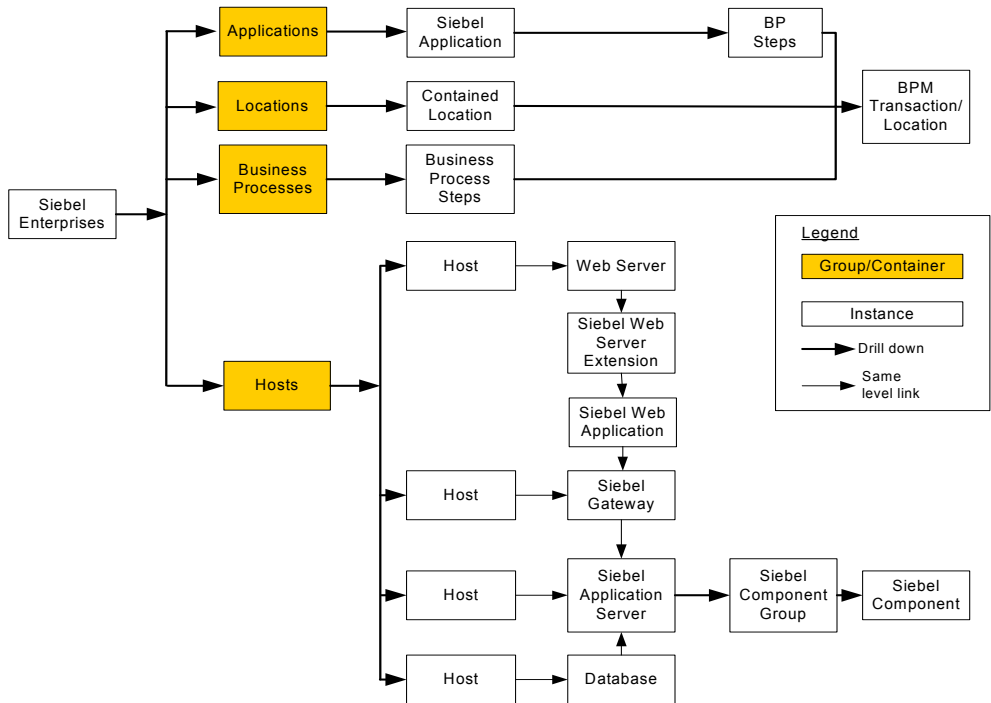 Applications
Siebel
Application
BP
Steps
Locations
Contained
Location
BPM
Transaction/
Location
Business
Processes
Business
Process
Steps
Siebel
Enterprises
Legend
Group/Container
Instance
Drill down
Same
level link
Host
Web Server
Siebel Web
Server
Extension
Hosts
Siebel Web
Application
Host
Siebel
Gateway
Host
Siebel
Application
Server
Siebel
Component
Group
Siebel
Component
Host
Database